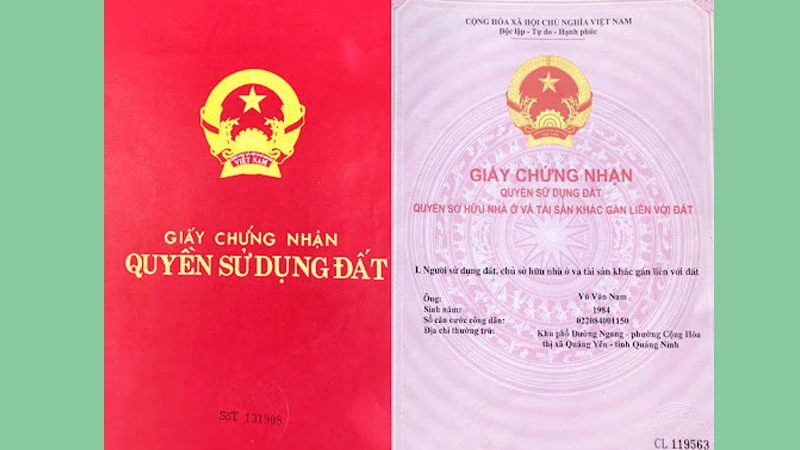 VIỆT NAM
GIẤY CHỨNG NHẬN
QUYỀN SỬ DỤNG ĐẤT
SốT 131908
CỘNG HÒA XÃ HỘI CHỦ NGHĨA VIỆT NAM
Độc lập - Tự do - Hạnh phúc
GIẤY CHỨNG NHẬN
QUYỀN SỬ DỤNG ĐẤT
QUYỀN SỞ HỮU NHÀ Ở VÀ TÀI SẢN KHÁC GẮN LIỀN VỚI ĐẤT
I. Người sử dụng đất, chủ sở hữu nhà ở và tài sản khác gắn liền với đất
Ông: Vũ Văn Nam
Sinh năm: 1984
Số căn cước công dân: 022084001150
Địa chỉ thường trú: Khu phố Đường Ngang - phường Cộng Hòa
thị xã Quảng Yên - tỉnh Quảng Ninh
CL 119563